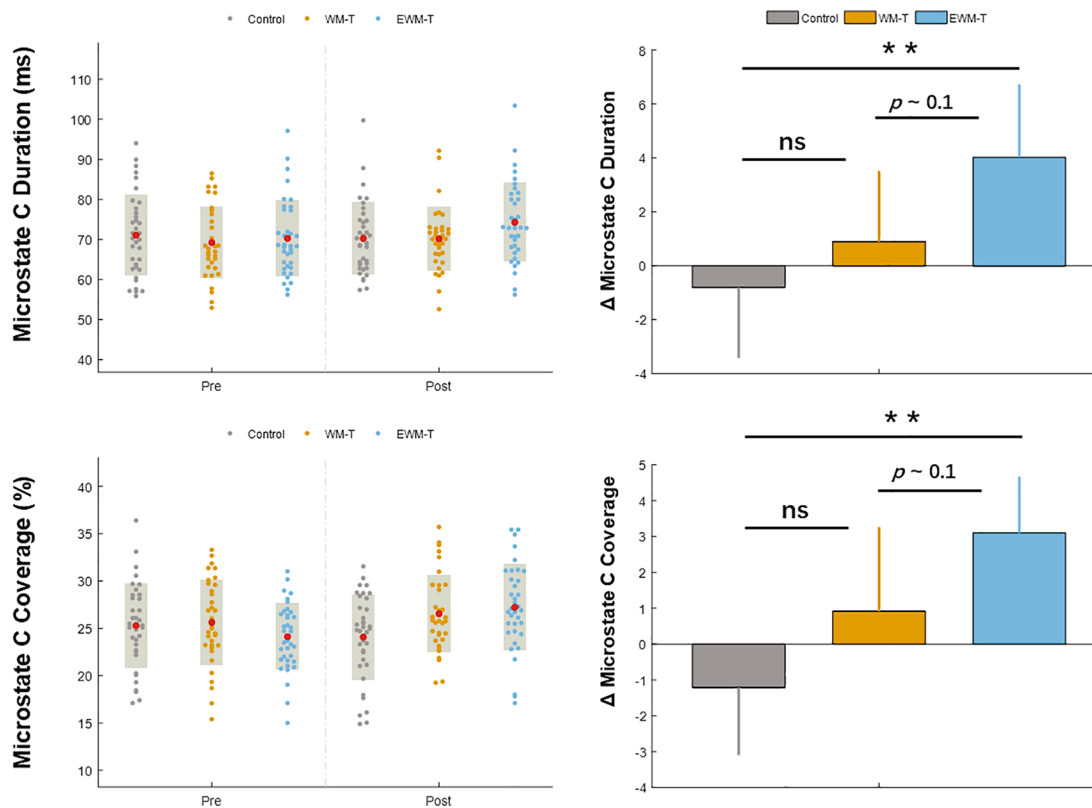 Control WM-T EWM-T
Microstate C Duration (ms)
110
100
90
80
70
60
50
40
Pre Post
Control WM-T EWM-T
Δ Microstate C Duration
8
6
4
2
0
-2
-4
* *
p ~ 0.1
ns
Control WM-T EWM-T
Microstate C Coverage (%)
40
35
30
25
20
15
10
Pre Post
Δ Microstate C Coverage
5
4
3
2
1
0
-1
-2
-3
-4
* *
p ~ 0.1
ns